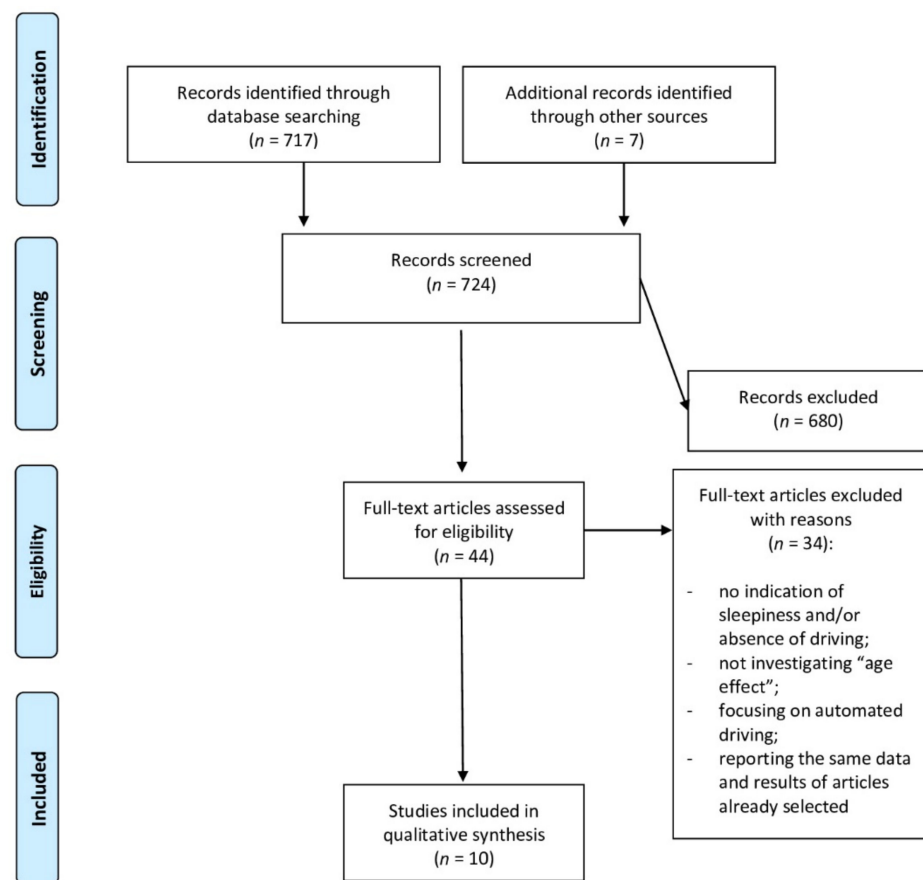 Identification
Records identified through
database searching
(n = 717)
Additional records identified
through other sources
(n = 7)
Screening
Records screened
(n = 724)
Records excluded
(n = 680)
Eligibility
Full-text articles assessed
for eligibility
(n = 44)
Full-text articles excluded
with reasons
(n = 34):
- no indication of
sleepiness and/or
absence of driving;
- not investigating “age
effect”;
- focusing on automated
driving;
- reporting the same data
and results of articles
already selected
Included
Studies included in
qualitative synthesis
(n = 10)